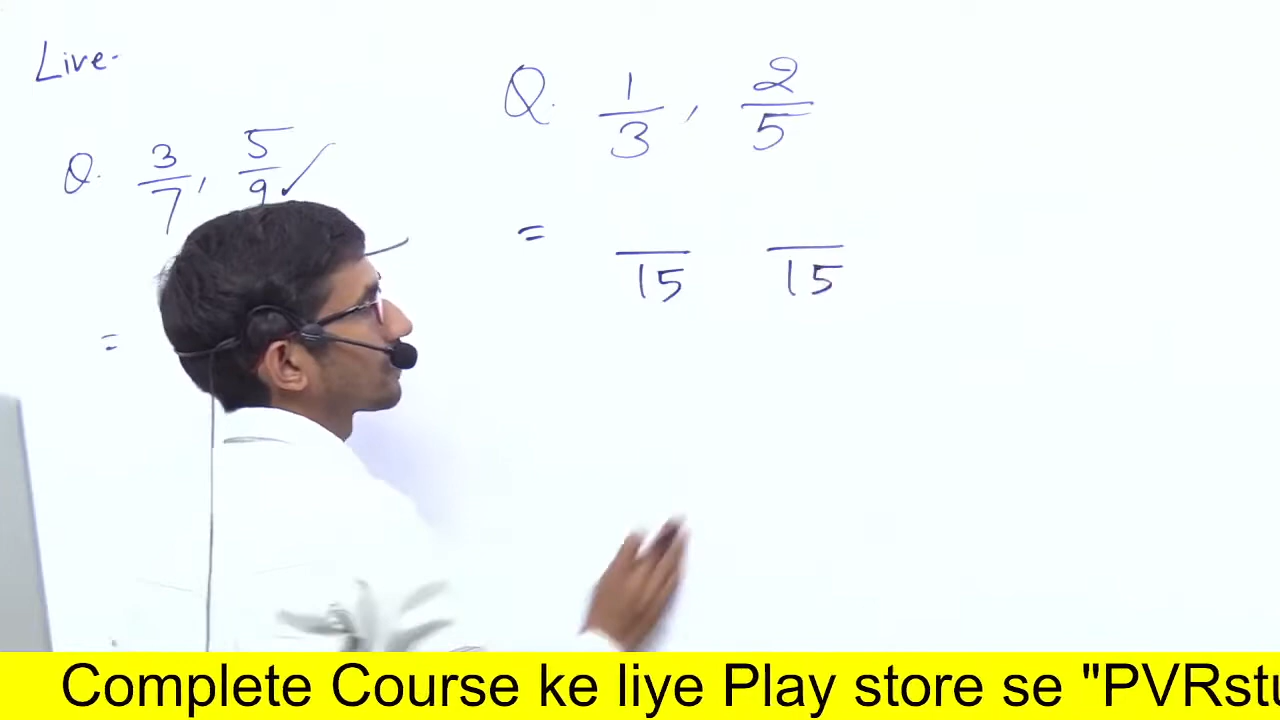 Live-
Q. 3/7, 5/9 ✓
=
Q. 1/3, 2/5
= /15 /15
Complete Course ke liye Play store se "PVRstu